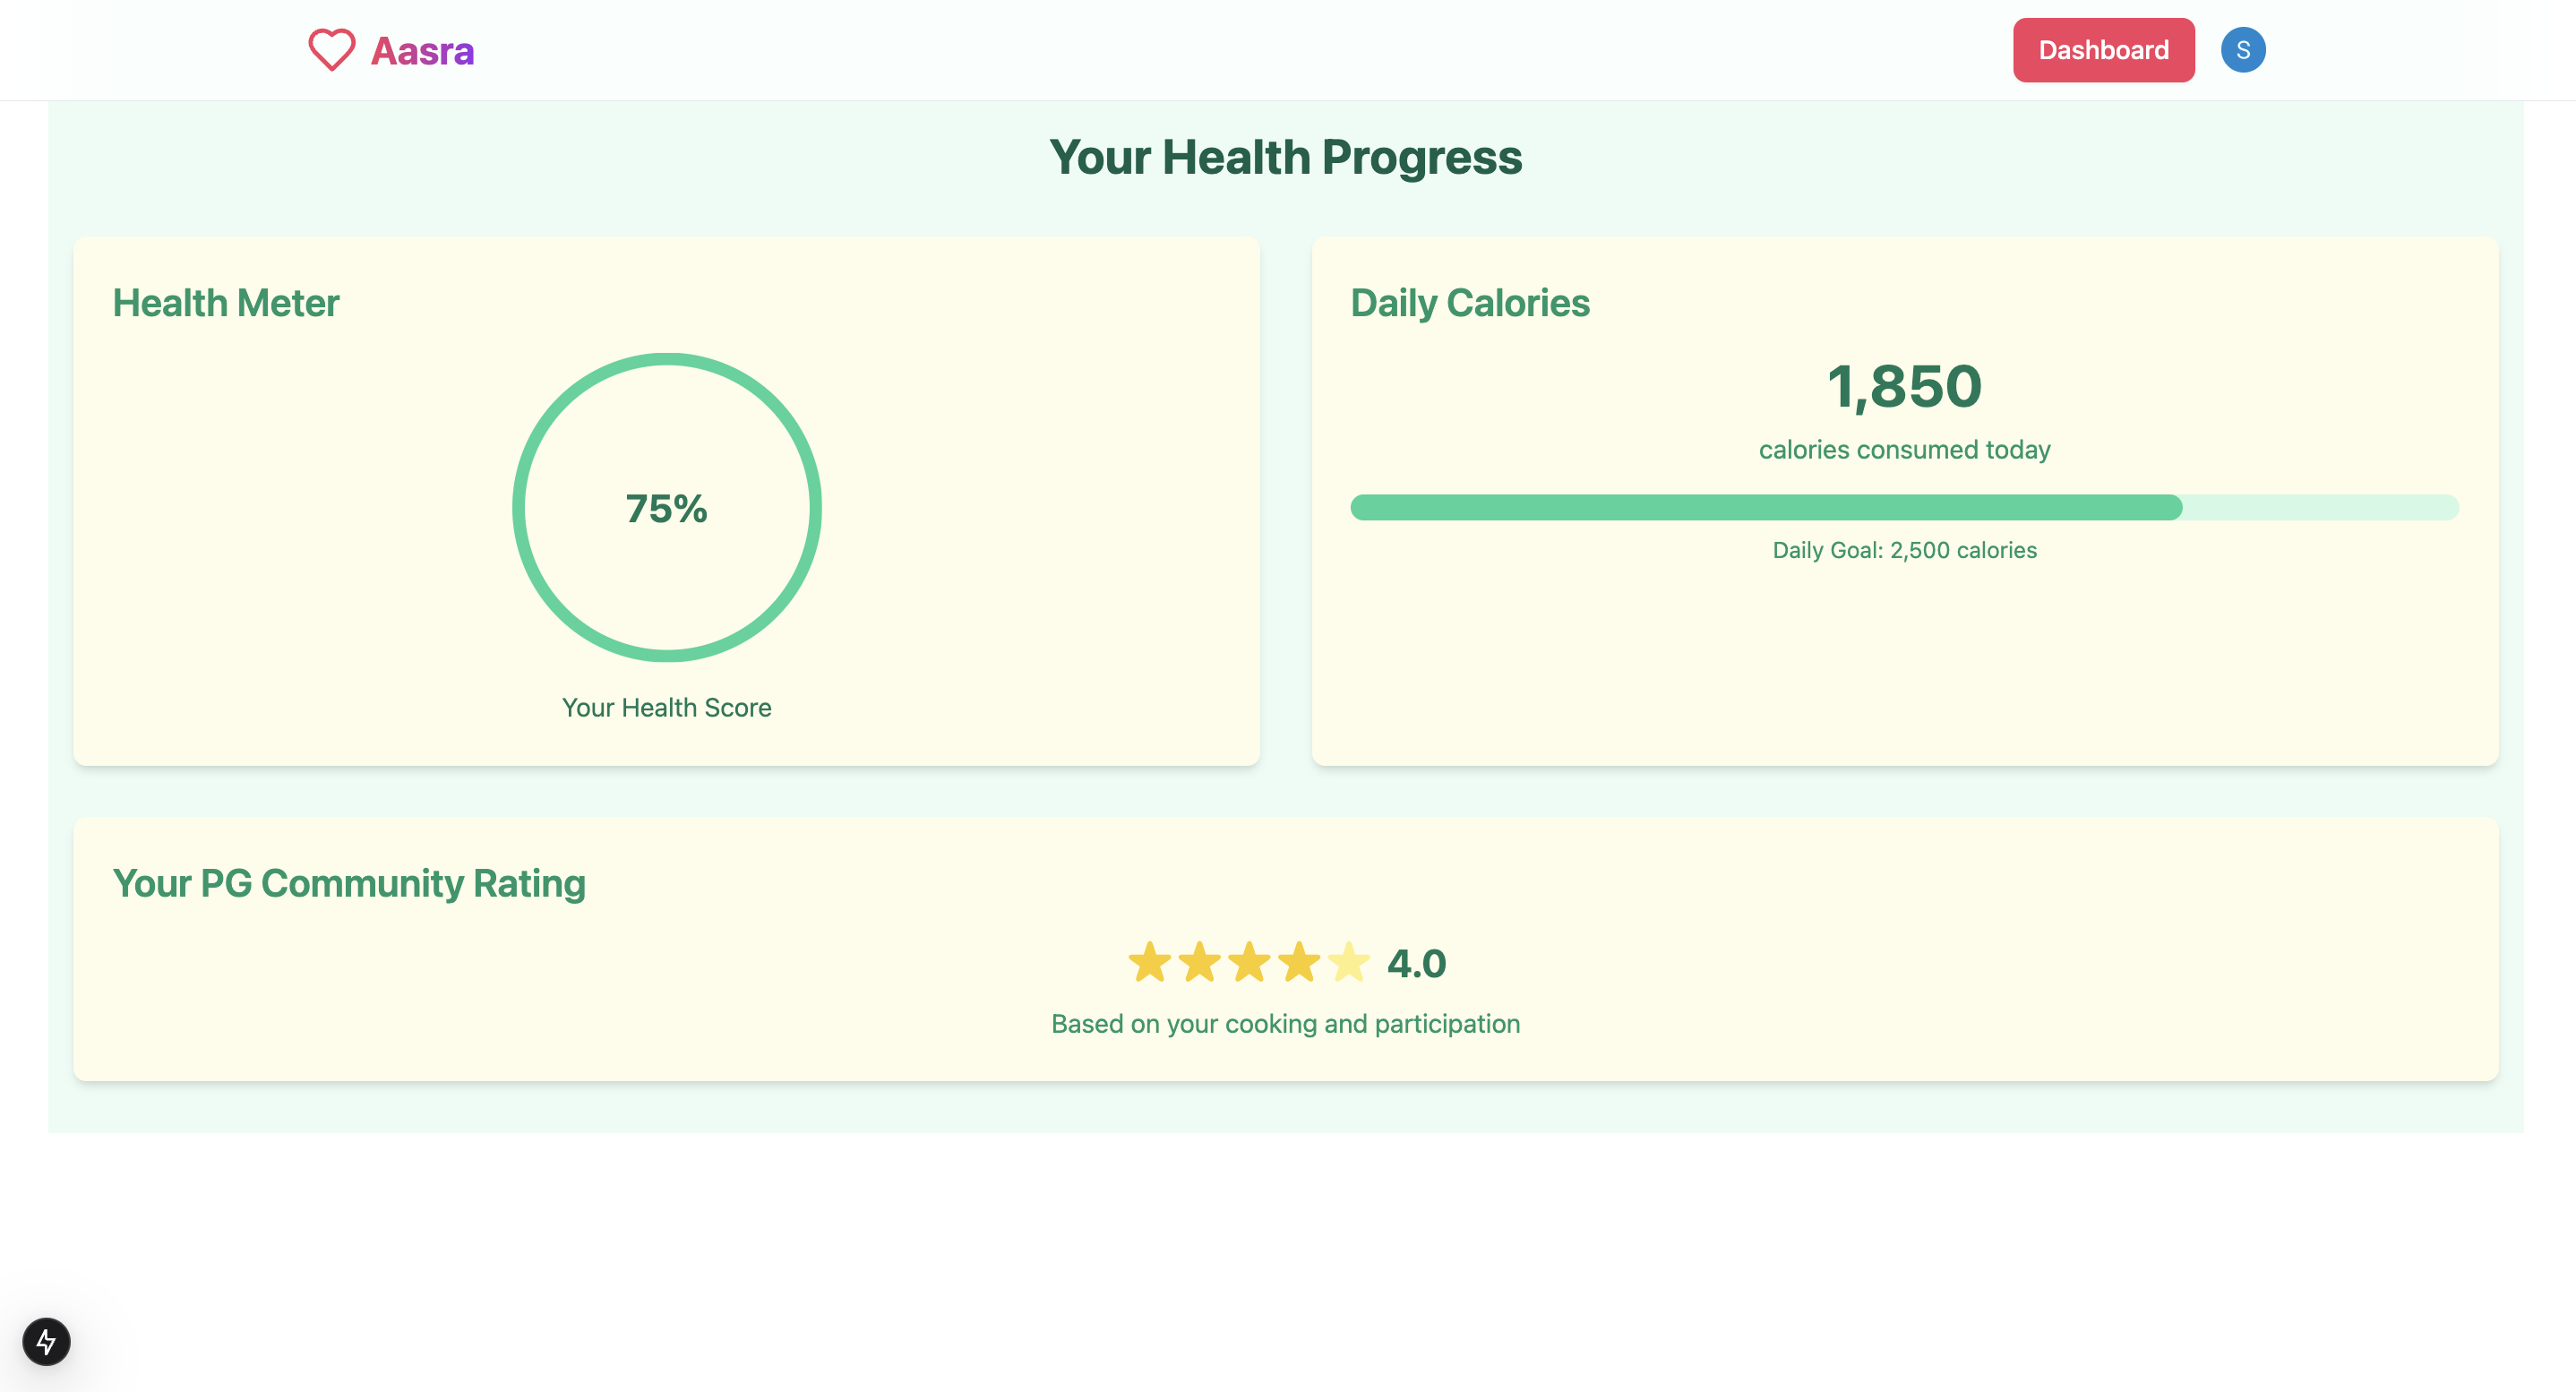 Aasra
Dashboard
S
Your Health Progress
Health Meter
75%
Your Health Score
Daily Calories
1,850
calories consumed today
Daily Goal: 2,500 calories
Your PG Community Rating
4.0
Based on your cooking and participation